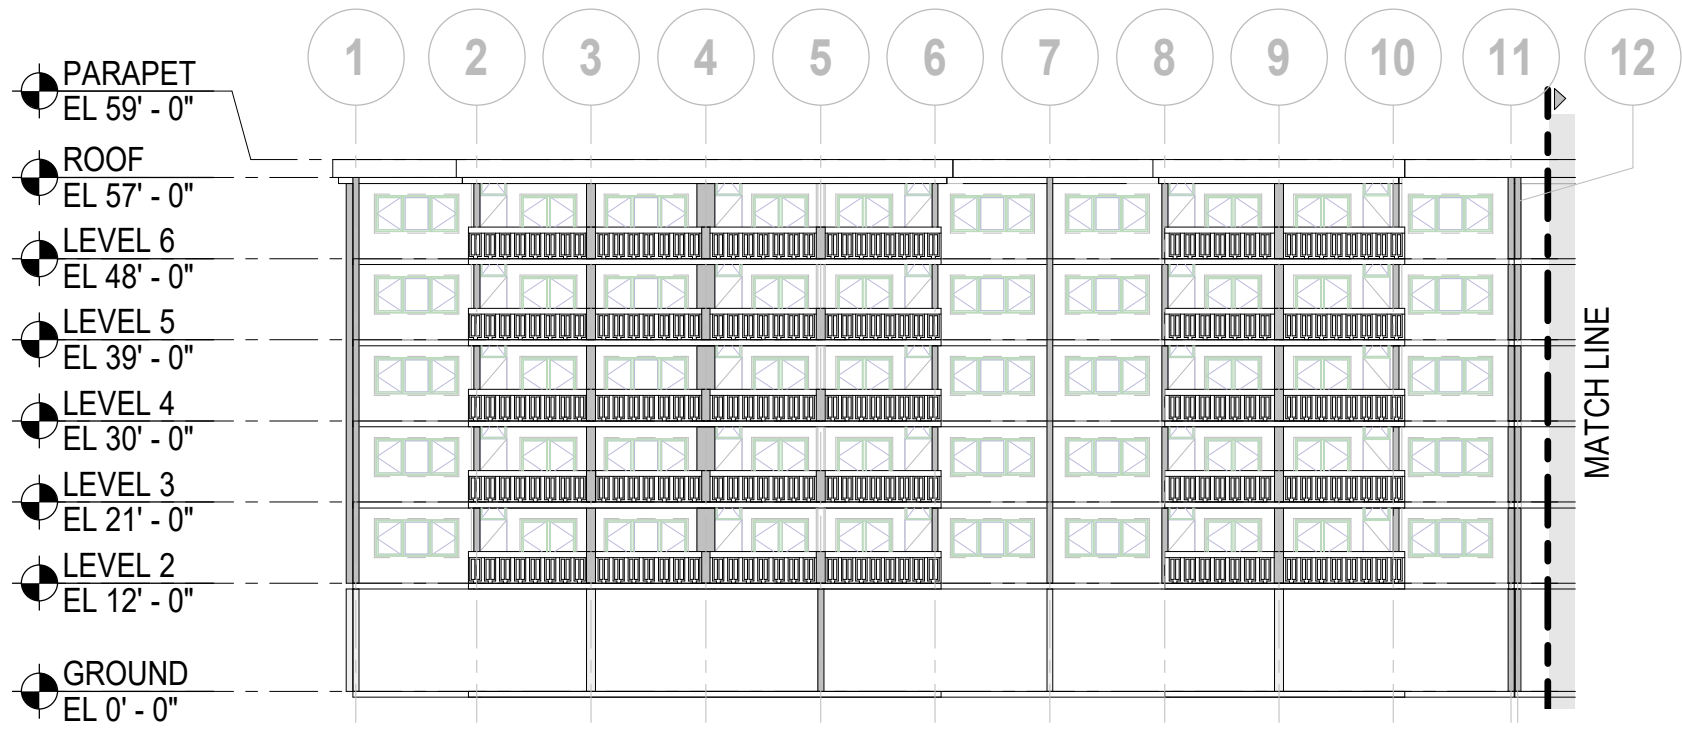 1 2 3 4 5 6 7 8 9 10 11 12
PARAPET
EL 59' - 0"
ROOF
EL 57' - 0"
LEVEL 6
EL 48' - 0"
LEVEL 5
EL 39' - 0"
LEVEL 4
EL 30' - 0"
LEVEL 3
EL 21' - 0"
LEVEL 2
EL 12' - 0"
GROUND
EL 0' - 0"
MATCH LINE